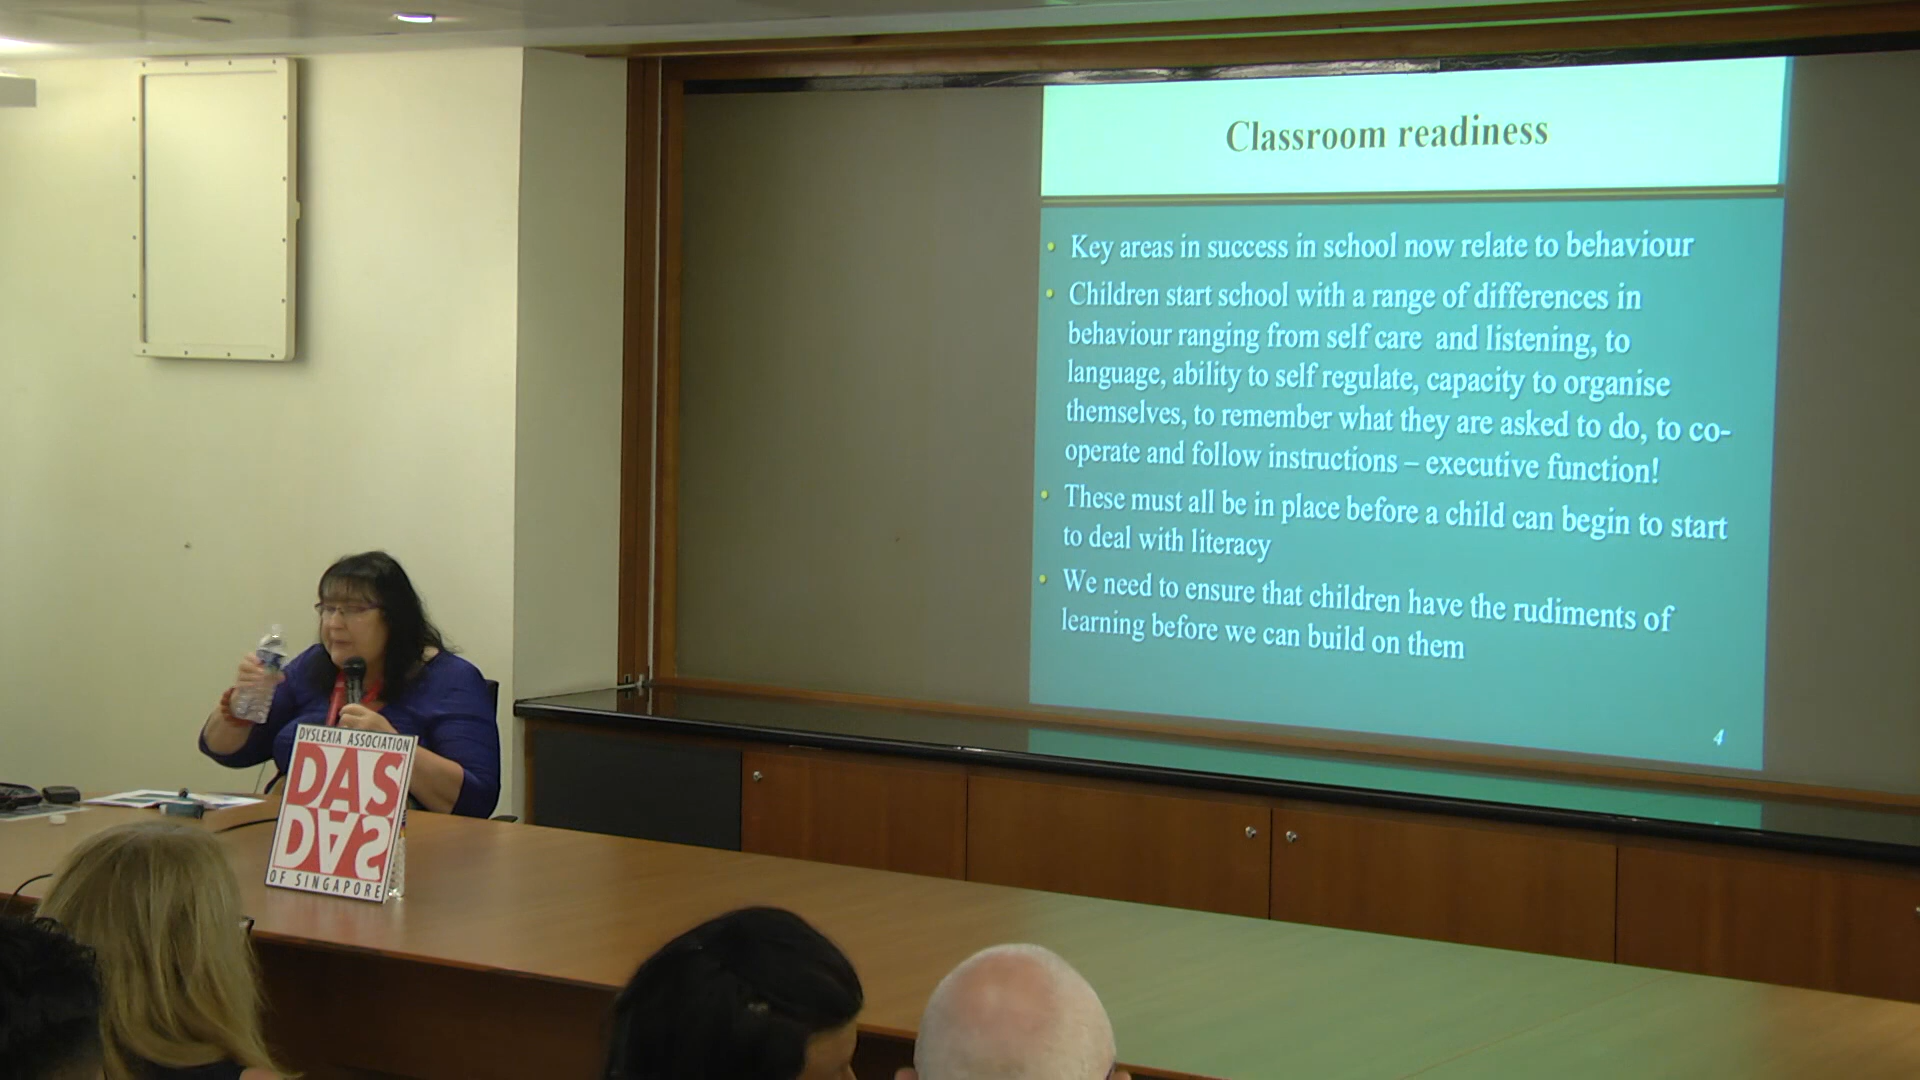 Classroom readiness
• Key areas in success in school now relate to behaviour
• Children start school with a range of differences in
behaviour ranging from self care and listening, to
language, ability to self regulate, capacity to organise
themselves, to remember what they are asked to do, to co-
operate and follow instructions – executive function!
• These must all be in place before a child can begin to start
to deal with literacy
• We need to ensure that children have the rudiments of
learning before we can build on them
4
DYSLEXIA ASSOCIATION
DAS
DAS
OF SINGAPORE